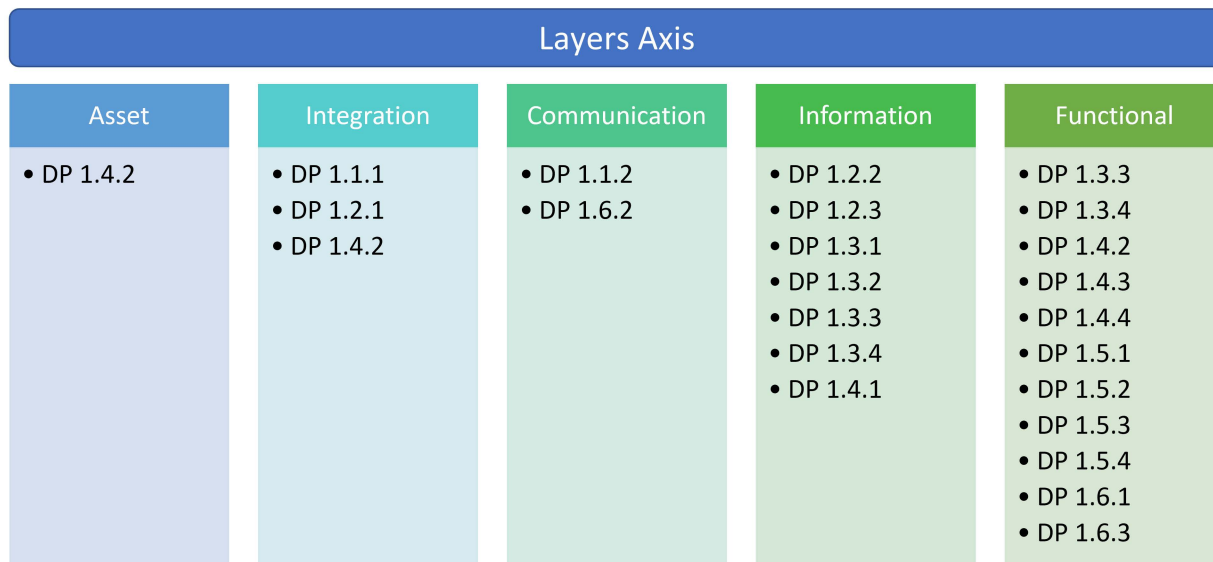 Layers Axis
Asset
• DP 1.4.2
Integration
• DP 1.1.1
• DP 1.2.1
• DP 1.4.2
Communication
• DP 1.1.2
• DP 1.6.2
Information
• DP 1.2.2
• DP 1.2.3
• DP 1.3.1
• DP 1.3.2
• DP 1.3.3
• DP 1.3.4
• DP 1.4.1
Functional
• DP 1.3.3
• DP 1.3.4
• DP 1.4.2
• DP 1.4.3
• DP 1.4.4
• DP 1.5.1
• DP 1.5.2
• DP 1.5.3
• DP 1.5.4
• DP 1.6.1
• DP 1.6.3